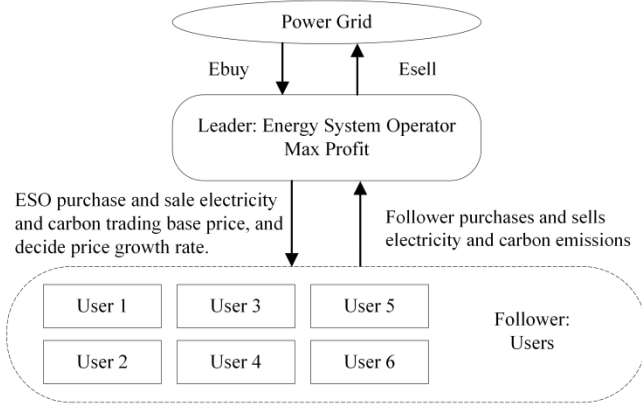 Power Grid
Ebuy
Esell
Leader: Energy System Operator
Max Profit
ESO purchase and sale electricity
and carbon trading base price, and
decide price growth rate.
Follower purchases and sells
electricity and carbon emissions
User 1
User 3
User 5
User 2
User 4
User 6
Follower:
Users